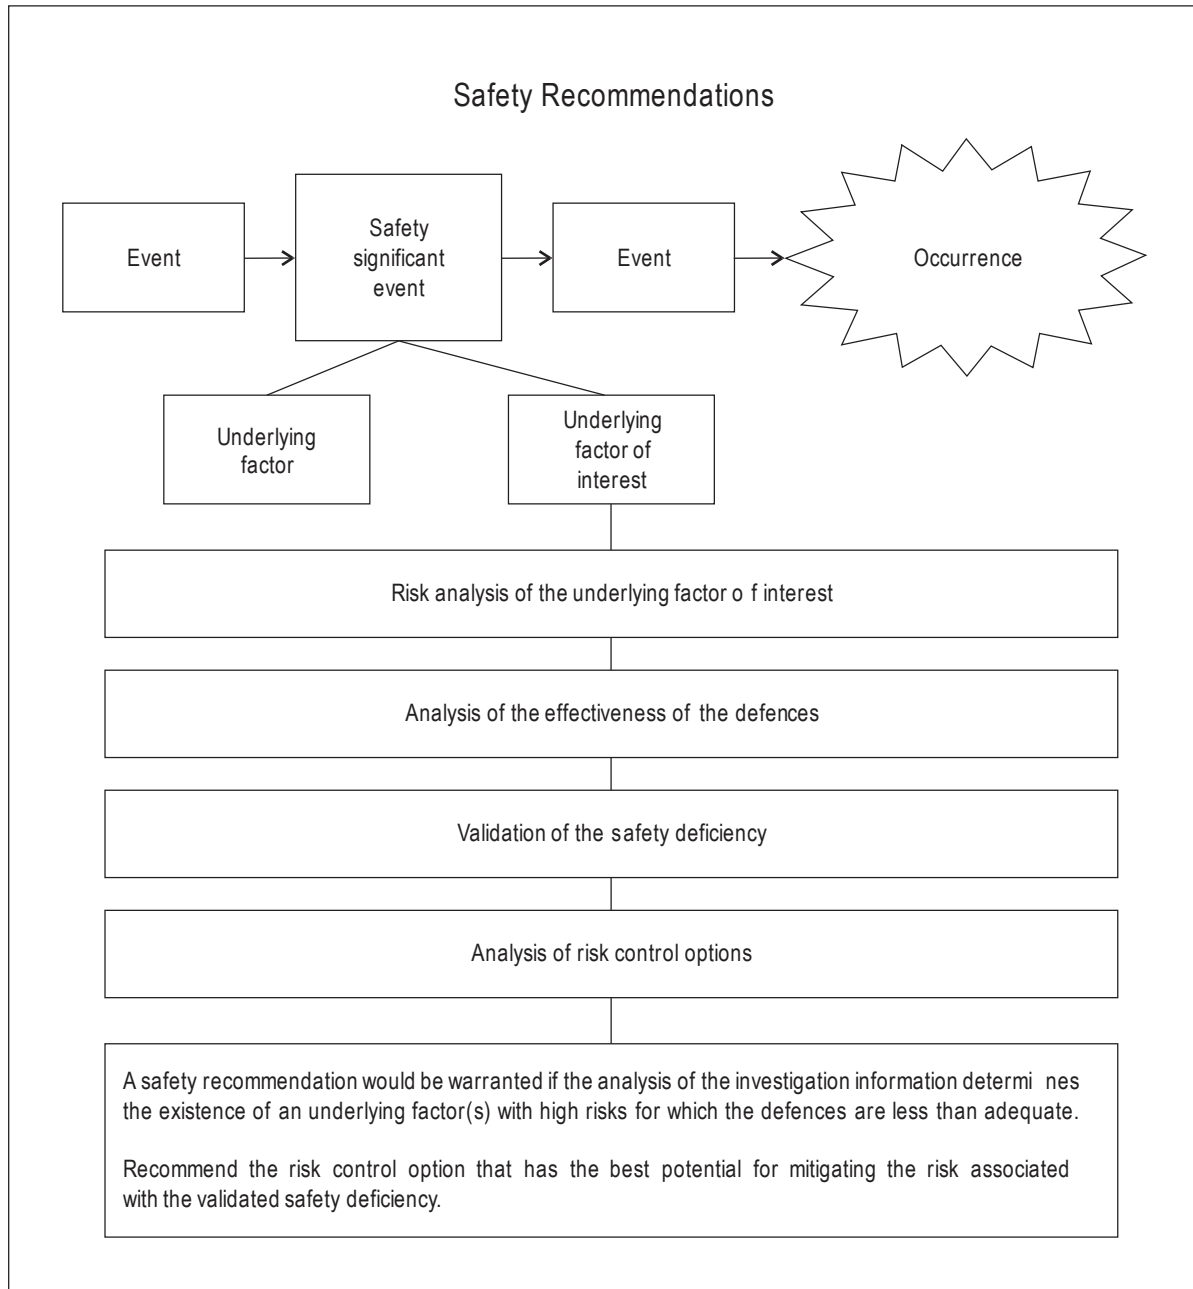 Safety Recommendations
Event
Safety
significant
event
Event
Occurrence
Underlying
factor
Underlying
factor of
interest
Risk analysis of the underlying factor o f interest
Analysis of the effectiveness of the defences
Validation of the safety deficiency
Analysis of risk control options
A safety recommendation would be warranted if the analysis of the investigation information determi nes
the existence of an underlying factor(s) with high risks for which the defences are less than adequate.
Recommend the risk control option that has the best potential for mitigating the risk associated
with the validated safety deficiency.